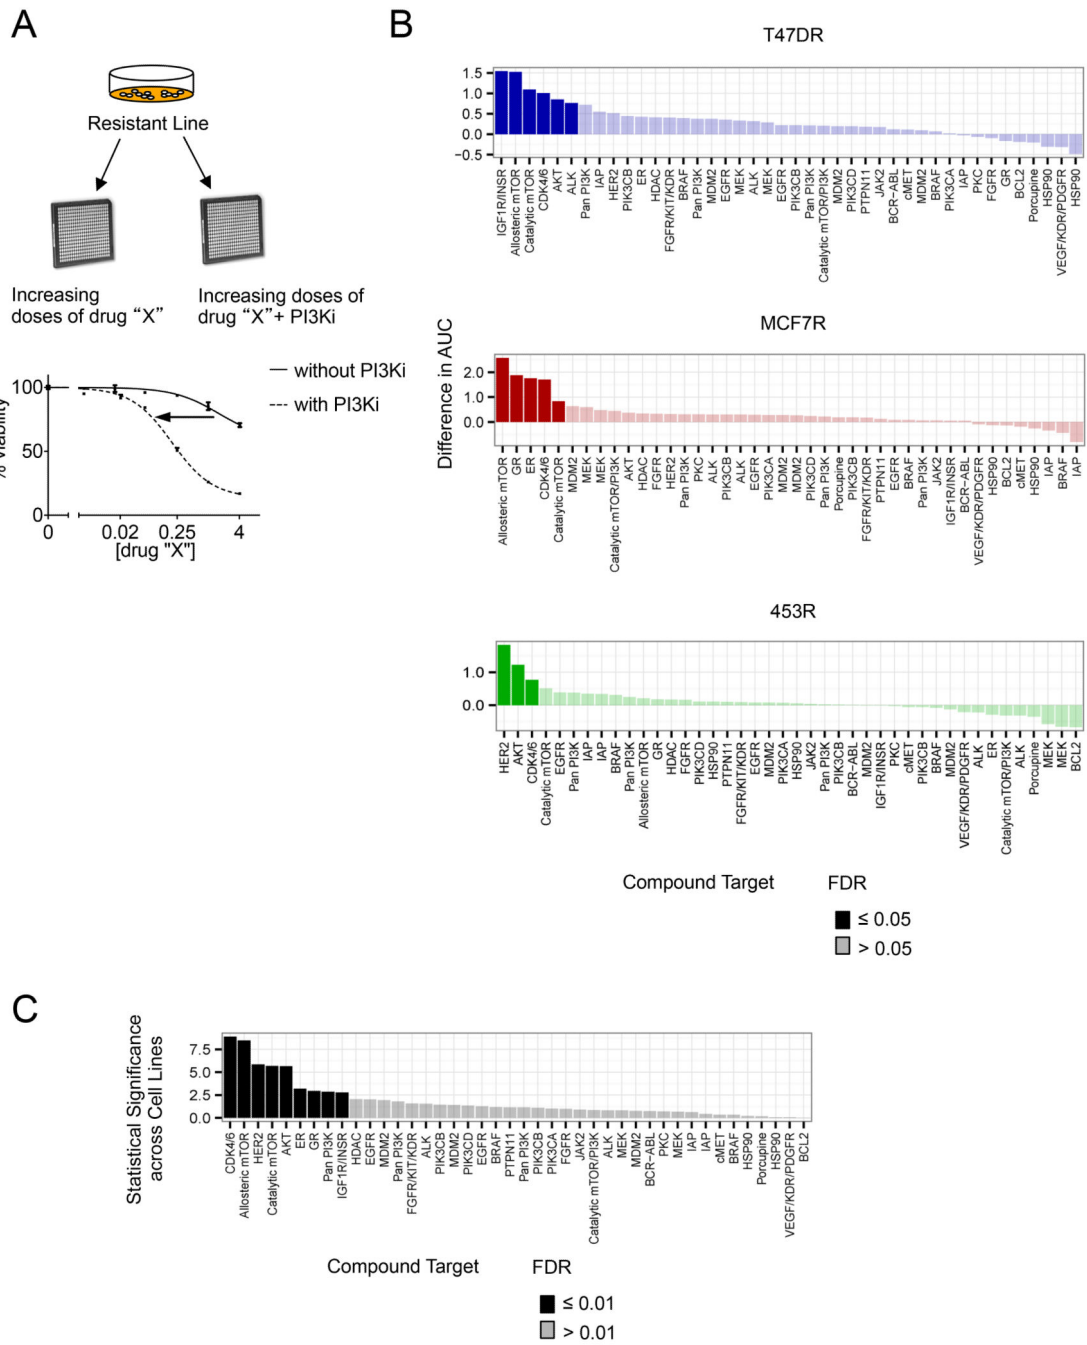 A
Resistant Line
Increasing
doses of drug “X”
Increasing doses of
drug “X”+ PI3Ki
% viability
100
50
0
0
0.02
0.25
4
[drug "X"]
without PI3Ki
with PI3Ki
B
Difference in AUC
T47DR
1.5
1.0
0.5
0.0
−0.5
IGF1R/INSR
Allosteric mTOR
Catalytic mTOR
CDK4/6
AKT
ALK
Pan PI3K
IAP
HER2
PIK3CB
ER
HDAC
FGFR/KIT/KDR
BRAF
Pan PI3K
MDM2
EGFR
MEK
ALK
MEK
EGFR
PIK3CB
Pan PI3K
Catalytic mTOR/PI3K
MDM2
PIK3CD
PTPN11
JAK2
BCR−ABL
cMET
MDM2
BRAF
PIK3CA
IAP
PKC
FGFR
GR
BCL2
Porcupine
HSP90
VEGF/KDR/PDGFR
HSP90
MCF7R
2.0
1.0
0.0
Allosteric mTOR
GR
ER
CDK4/6
Catalytic mTOR
MDM2
MEK
MEK
Catalytic mTOR/PI3K
AKT
HDAC
FGFR
HER2
Pan PI3K
PKC
ALK
PIK3CB
ALK
EGFR
PIK3CA
MDM2
MDM2
PIK3CD
Pan PI3K
Porcupine
PIK3CB
FGFR/KIT/KDR
PTPN11
EGFR
BRAF
Pan PI3K
JAK2
IGF1R/INSR
BCR−ABL
VEGF/KDR/PDGFR
HSP90
BCL2
cMET
HSP90
IAP
BRAF
IAP
453R
1.0
0.0
HER2
AKT
CDK4/6
Catalytic mTOR
EGFR
Pan PI3K
IAP
IAP
BRAF
Pan PI3K
Allosteric mTOR
GR
HDAC
FGFR
PIK3CD
HSP90
PTPN11
FGFR/KIT/KDR
EGFR
MDM2
PIK3CA
HSP90
JAK2
Pan PI3K
PIK3CB
BCR−ABL
MDM2
IGF1R/INSR
PKC
cMET
PIK3CB
BRAF
MDM2
VEGF/KDR/PDGFR
ALK
ER
Catalytic mTOR/PI3K
ALK
Porcupine
MEK
MEK
BCL2
Compound Target
FDR
≤ 0.05
> 0.05
C
Statistical Significance
across Cell Lines
7.5
5.0
2.5
0.0
CDK4/6
Allosteric mTOR
HER2
Catalytic mTOR
AKT
ER
GR
Pan PI3K
IGF1R/INSR
HDAC
EGFR
MDM2
Pan PI3K
FGFR/KIT/KDR
ALK
PIK3CB
MDM2
PIK3CD
EGFR
BRAF
PTPN11
Pan PI3K
PIK3CB
PIK3CA
FGFR
JAK2
Catalytic mTOR/PI3K
ALK
MEK
MDM2
BCR−ABL
PKC
MEK
IAP
IAP
cMET
BRAF
HSP90
Porcupine
HSP90
VEGF/KDR/PDGFR
BCL2
Compound Target
FDR
≤ 0.01
> 0.01